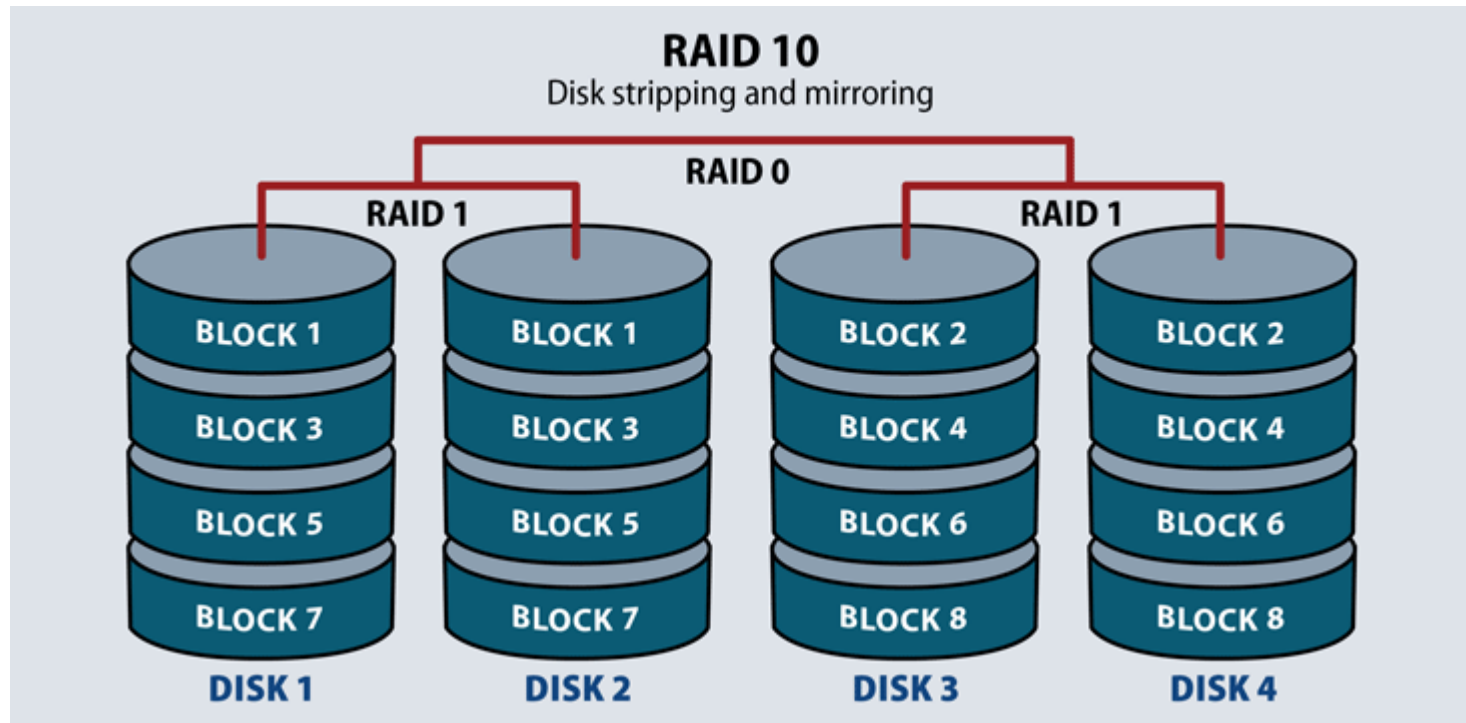 RAID 10
Disk stripping and mirroring
RAID 0
RAID 1 RAID 1
BLOCK 1 BLOCK 1 BLOCK 2 BLOCK 2
BLOCK 3 BLOCK 3 BLOCK 4 BLOCK 4
BLOCK 5 BLOCK 5 BLOCK 6 BLOCK 6
BLOCK 7 BLOCK 7 BLOCK 8 BLOCK 8
DISK 1 DISK 2 DISK 3 DISK 4